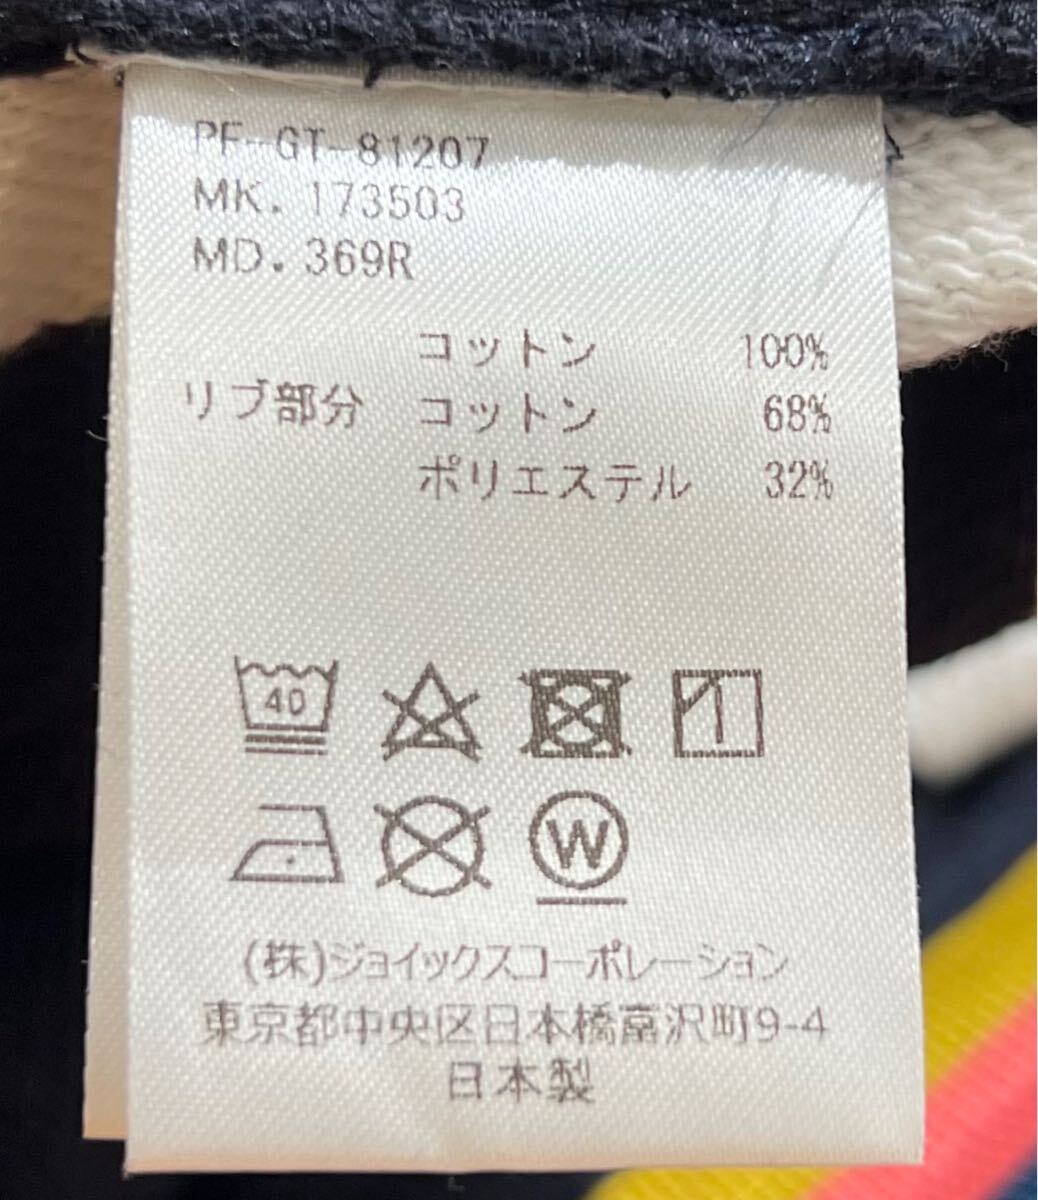 PF-GT-81207
MK. 173503
MD. 369R
コットン 100%
リブ部分 コットン 68%
ポリエステル 32%
40
W
(株)ジョイックスコーポレーション
東京都中央区日本橋富沢町9-4
日本製